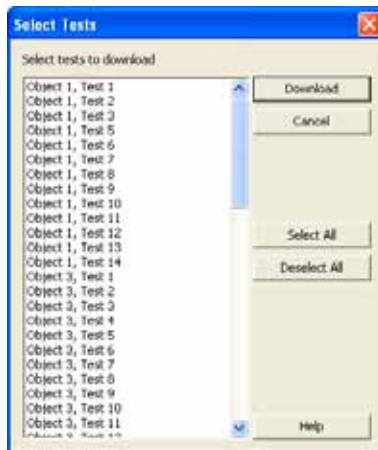 Select Tests
Select tests to download
Object 1, Test 1
Object 1, Test 2
Object 1, Test 3
Object 1, Test 5
Object 1, Test 6
Object 1, Test 7
Object 1, Test 8
Object 1, Test 9
Object 1, Test 10
Object 1, Test 11
Object 1, Test 12
Object 1, Test 13
Object 1, Test 14
Object 3, Test 1
Object 3, Test 2
Object 3, Test 3
Object 3, Test 4
Object 3, Test 5
Object 3, Test 6
Object 3, Test 7
Object 3, Test 8
Object 3, Test 9
Object 3, Test 10
Object 3, Test 11
Object 3, Test 12
Download
Cancel
Select All
Deselect All
Help